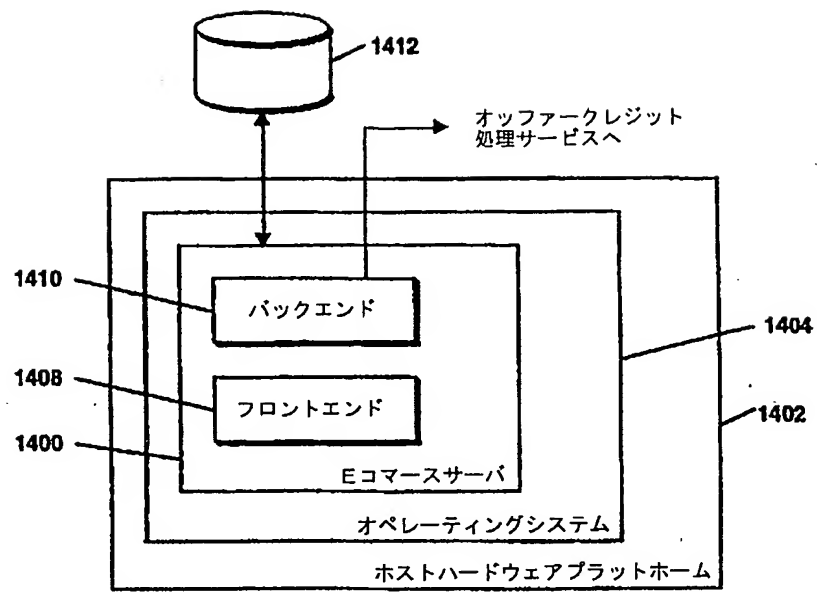 1412
オッファークレジット
処理サービスへ
1410
バックエンド
1404
1408
フロントエンド
1402
1400
Eコマースサーバ
オペレーティングシステム
ホストハードウェアプラットホーム